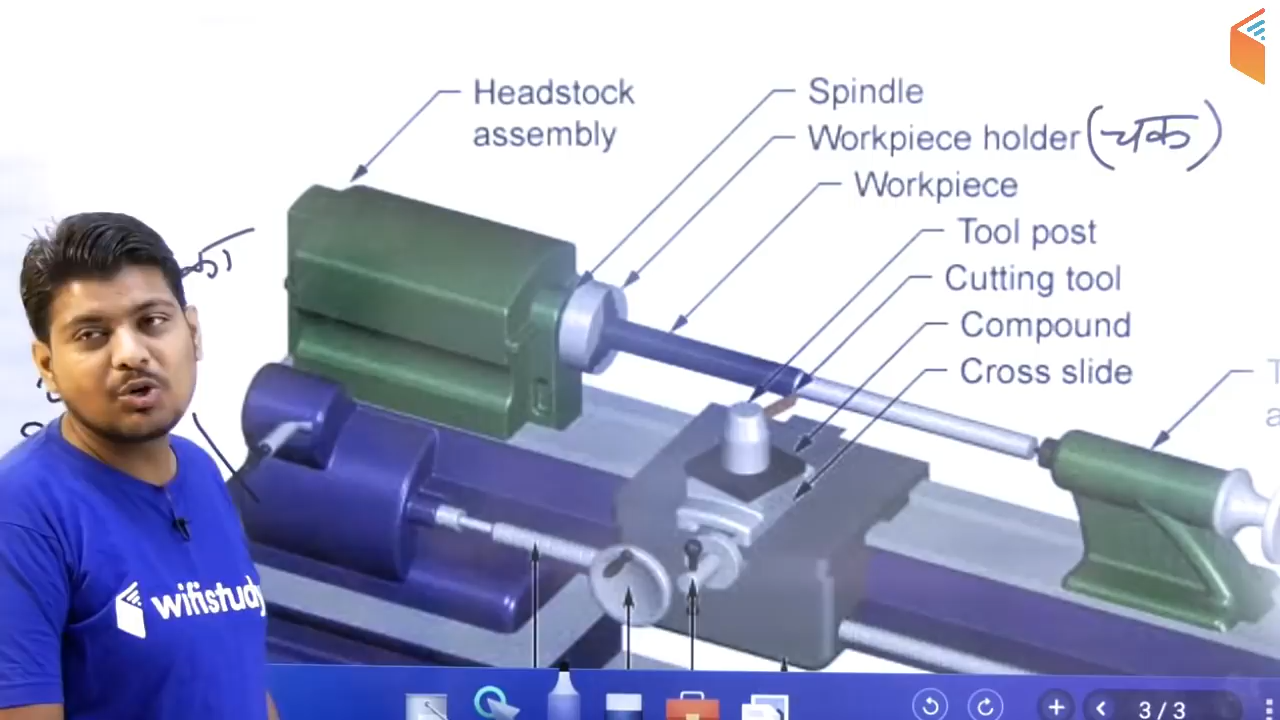 Headstock
assembly
Spindle
Workpiece holder (चक)
Workpiece
Tool post
Cutting tool
Compound
Cross slide
T
a
wifistudy
3 / 3